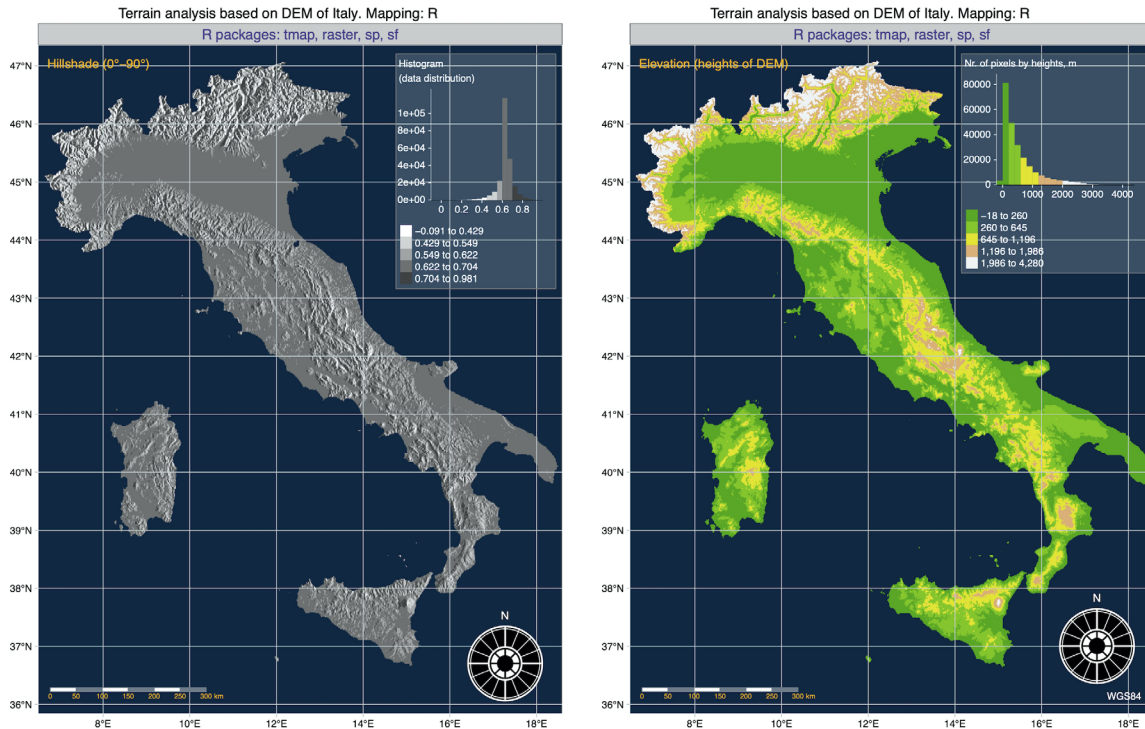 Terrain analysis based on DEM of Italy. Mapping: R
R packages: tmap, raster, sp, sf
Hillshade (0°−90°)
Histogram
(data distribution)
1e+05
8e+04
6e+04
4e+04
2e+04
0e+00
0 0.2 0.4 0.6 0.8
−0.091 to 0.429
0.429 to 0.549
0.549 to 0.622
0.622 to 0.704
0.704 to 0.981
47°N
46°N
45°N
44°N
43°N
42°N
41°N
40°N
39°N
38°N
37°N
36°N
N
0 50 100 150 200 250 300 km
8°E 10°E 12°E 14°E 16°E 18°E
Terrain analysis based on DEM of Italy. Mapping: R
R packages: tmap, raster, sp, sf
Elevation (heights of DEM)
Nr. of pixels by heights, m
80000
60000
40000
20000
0
0 1000 2000 3000 4000
−18 to 260
260 to 645
645 to 1,196
1,196 to 1,986
1,986 to 4,280
47°N
46°N
45°N
44°N
43°N
42°N
41°N
40°N
39°N
38°N
37°N
36°N
N
WGS84
0 50 100 150 200 250 300 km
8°E 10°E 12°E 14°E 16°E 18°E